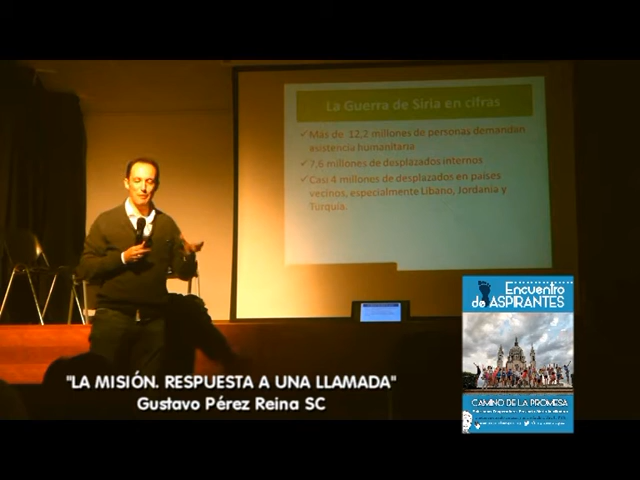 La Guerra de Siria en cifras
Más de 12,2 millones de personas demandan
asistencia humanitaria
7,6 millones de desplazados internos
Casi 4 millones de desplazados en países
vecinos, especialmente Líbano, Jordania y
Turquía.
Encuentro
de ASPIRANTES
CAMINO DE LA PROMESA
"LA MISIÓN. RESPUESTA A UNA LLAMADA"
Gustavo Pérez Reina SC